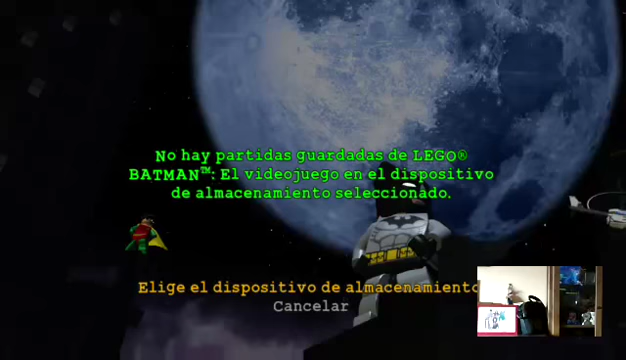 No hay partidas guardadas de LEGO®
BATMAN™: El videojuego en el dispositivo
de almacenamiento seleccionado.
Elige el dispositivo de almacenamiento
Cancelar